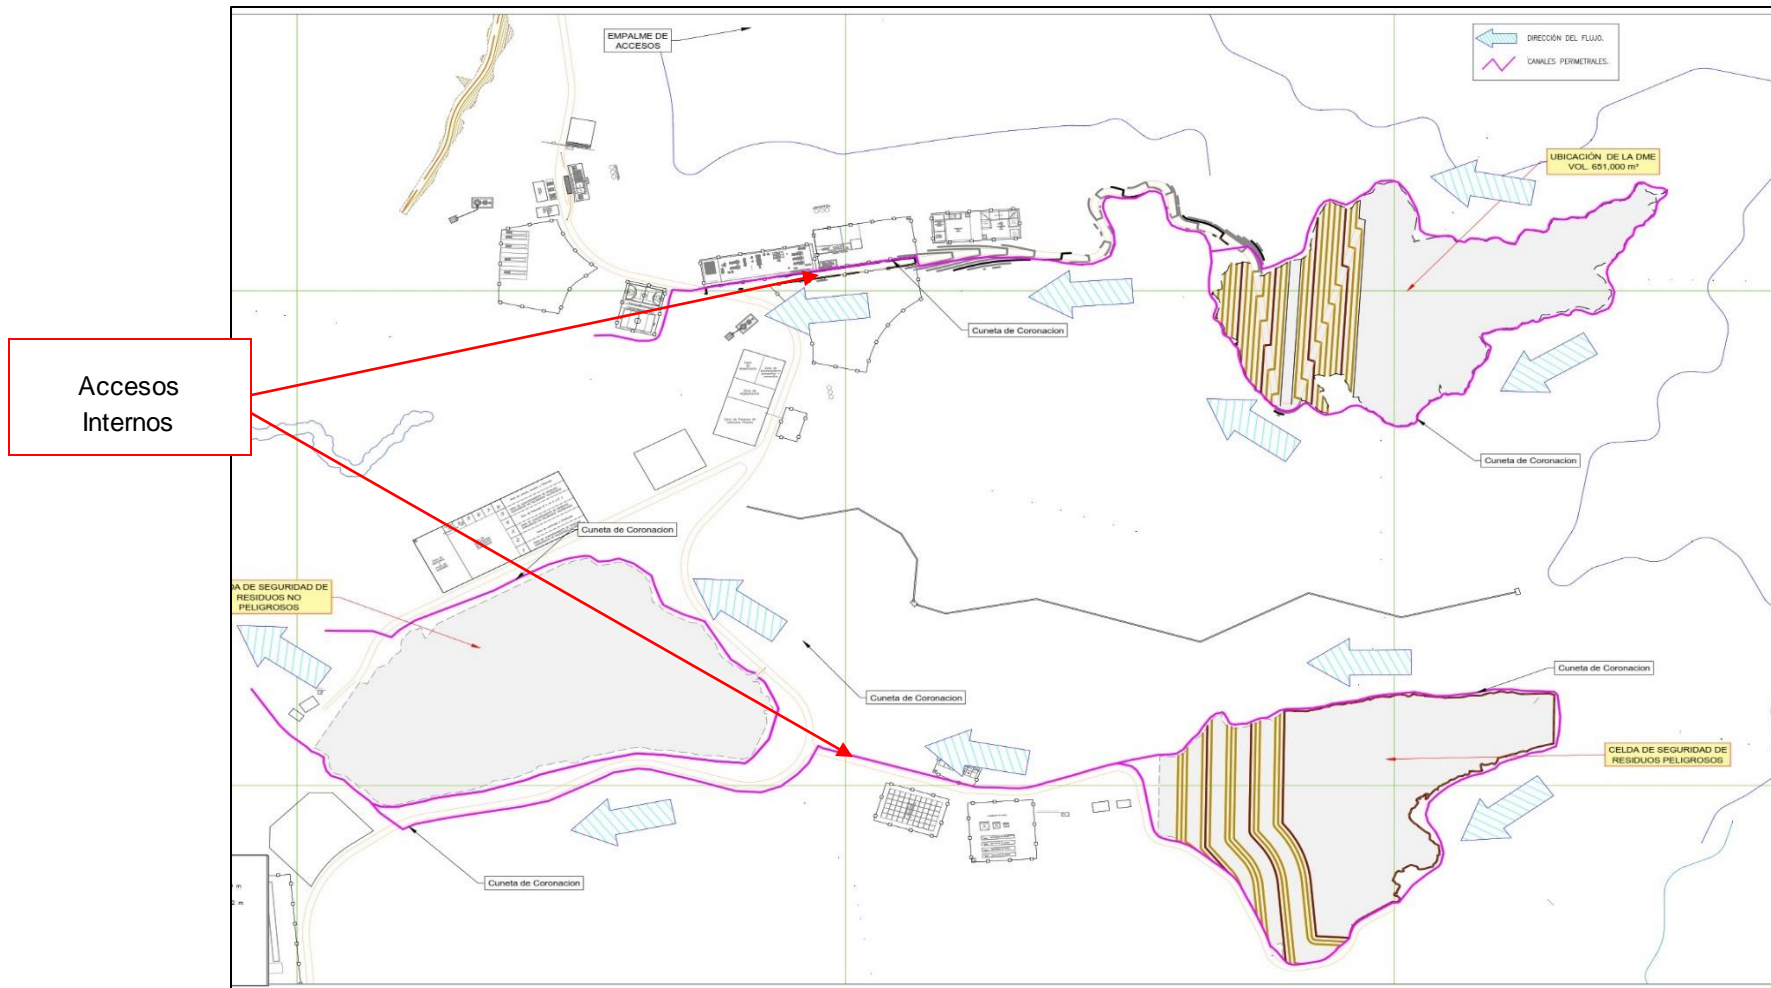 EMPALME DE
ACCESOS
DIRECCIÓN DEL FLUJO.
CANALES PERIMETRALES.
UBICACIÓN DE LA DME
VOL. 651,000 m³
Cuneta de Coronacion
Accesos
Internos
Cuneta de Coronacion
Cuneta de Coronacion
DA DE SEGURIDAD DE
RESIDUOS NO
PELIGROSOS
Cuneta de Coronacion
Cuneta de Coronacion
CELDA DE SEGURIDAD DE
RESIDUOS PELIGROSOS
Cuneta de Coronacion
m
2 m